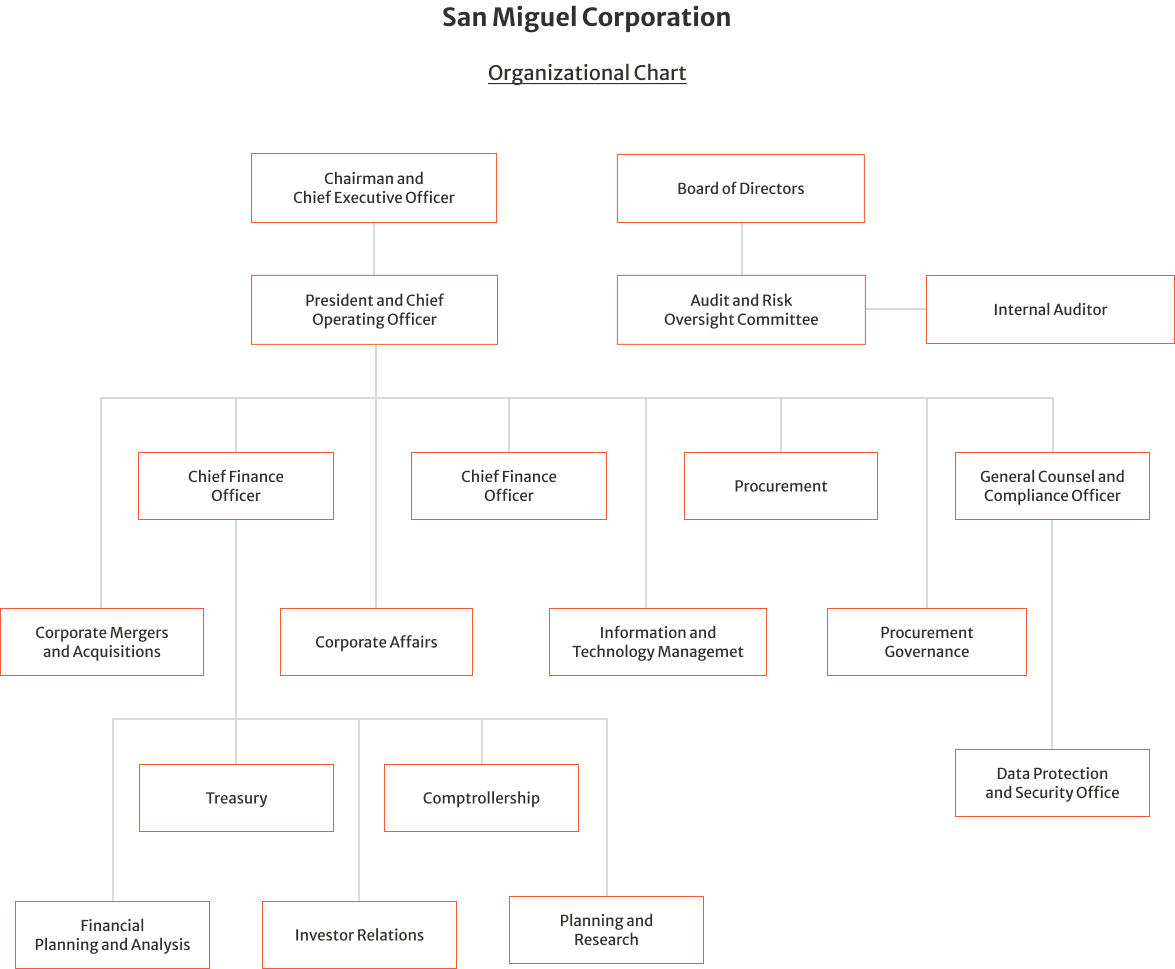 San Miguel Corporation
Organizational Chart
Chairman and
Chief Executive Officer
Board of Directors
President and Chief
Operating Officer
Audit and Risk
Oversight Committee
Internal Auditor
Chief Finance
Officer
Chief Finance
Officer
Procurement
General Counsel and
Compliance Officer
Corporate Mergers
and Acquisitions
Corporate Affairs
Information and
Technology Managemet
Procurement
Governance
Treasury
Comptrollership
Data Protection
and Security Office
Financial
Planning and Analysis
Investor Relations
Planning and
Research